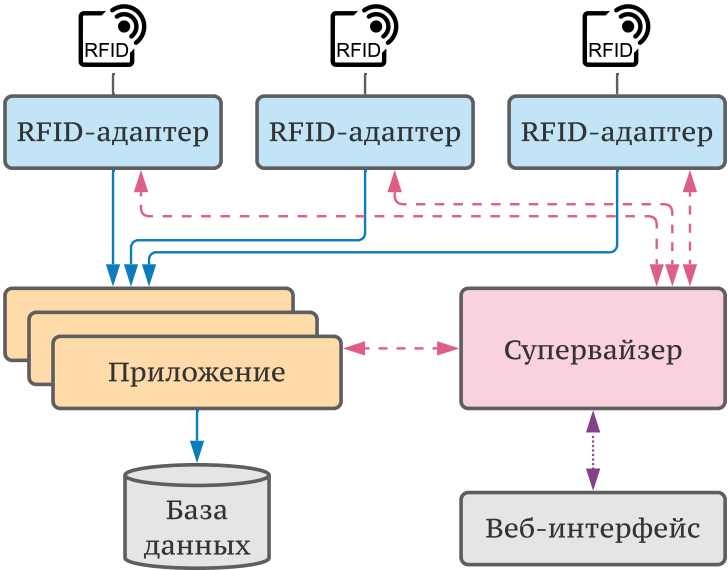 RFID
RFID
RFID
RFID-адаптер
RFID-адаптер
RFID-адаптер
Приложение
Супервайзер
База
данных
Веб-интерфейс